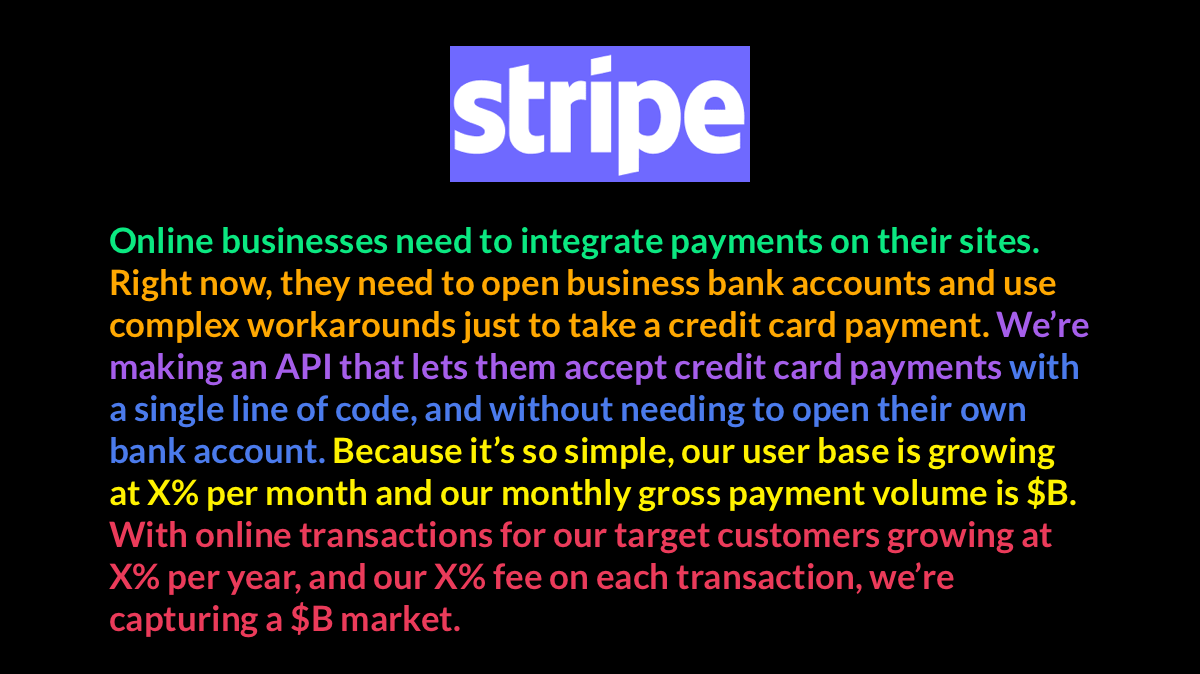 stripe
Online businesses need to integrate payments on their sites.
Right now, they need to open business bank accounts and use
complex workarounds just to take a credit card payment. We’re
making an API that lets them accept credit card payments with
a single line of code, and without needing to open their own
bank account. Because it’s so simple, our user base is growing
at X% per month and our monthly gross payment volume is $B.
With online transactions for our target customers growing at
X% per year, and our X% fee on each transaction, we’re
capturing a $B market.